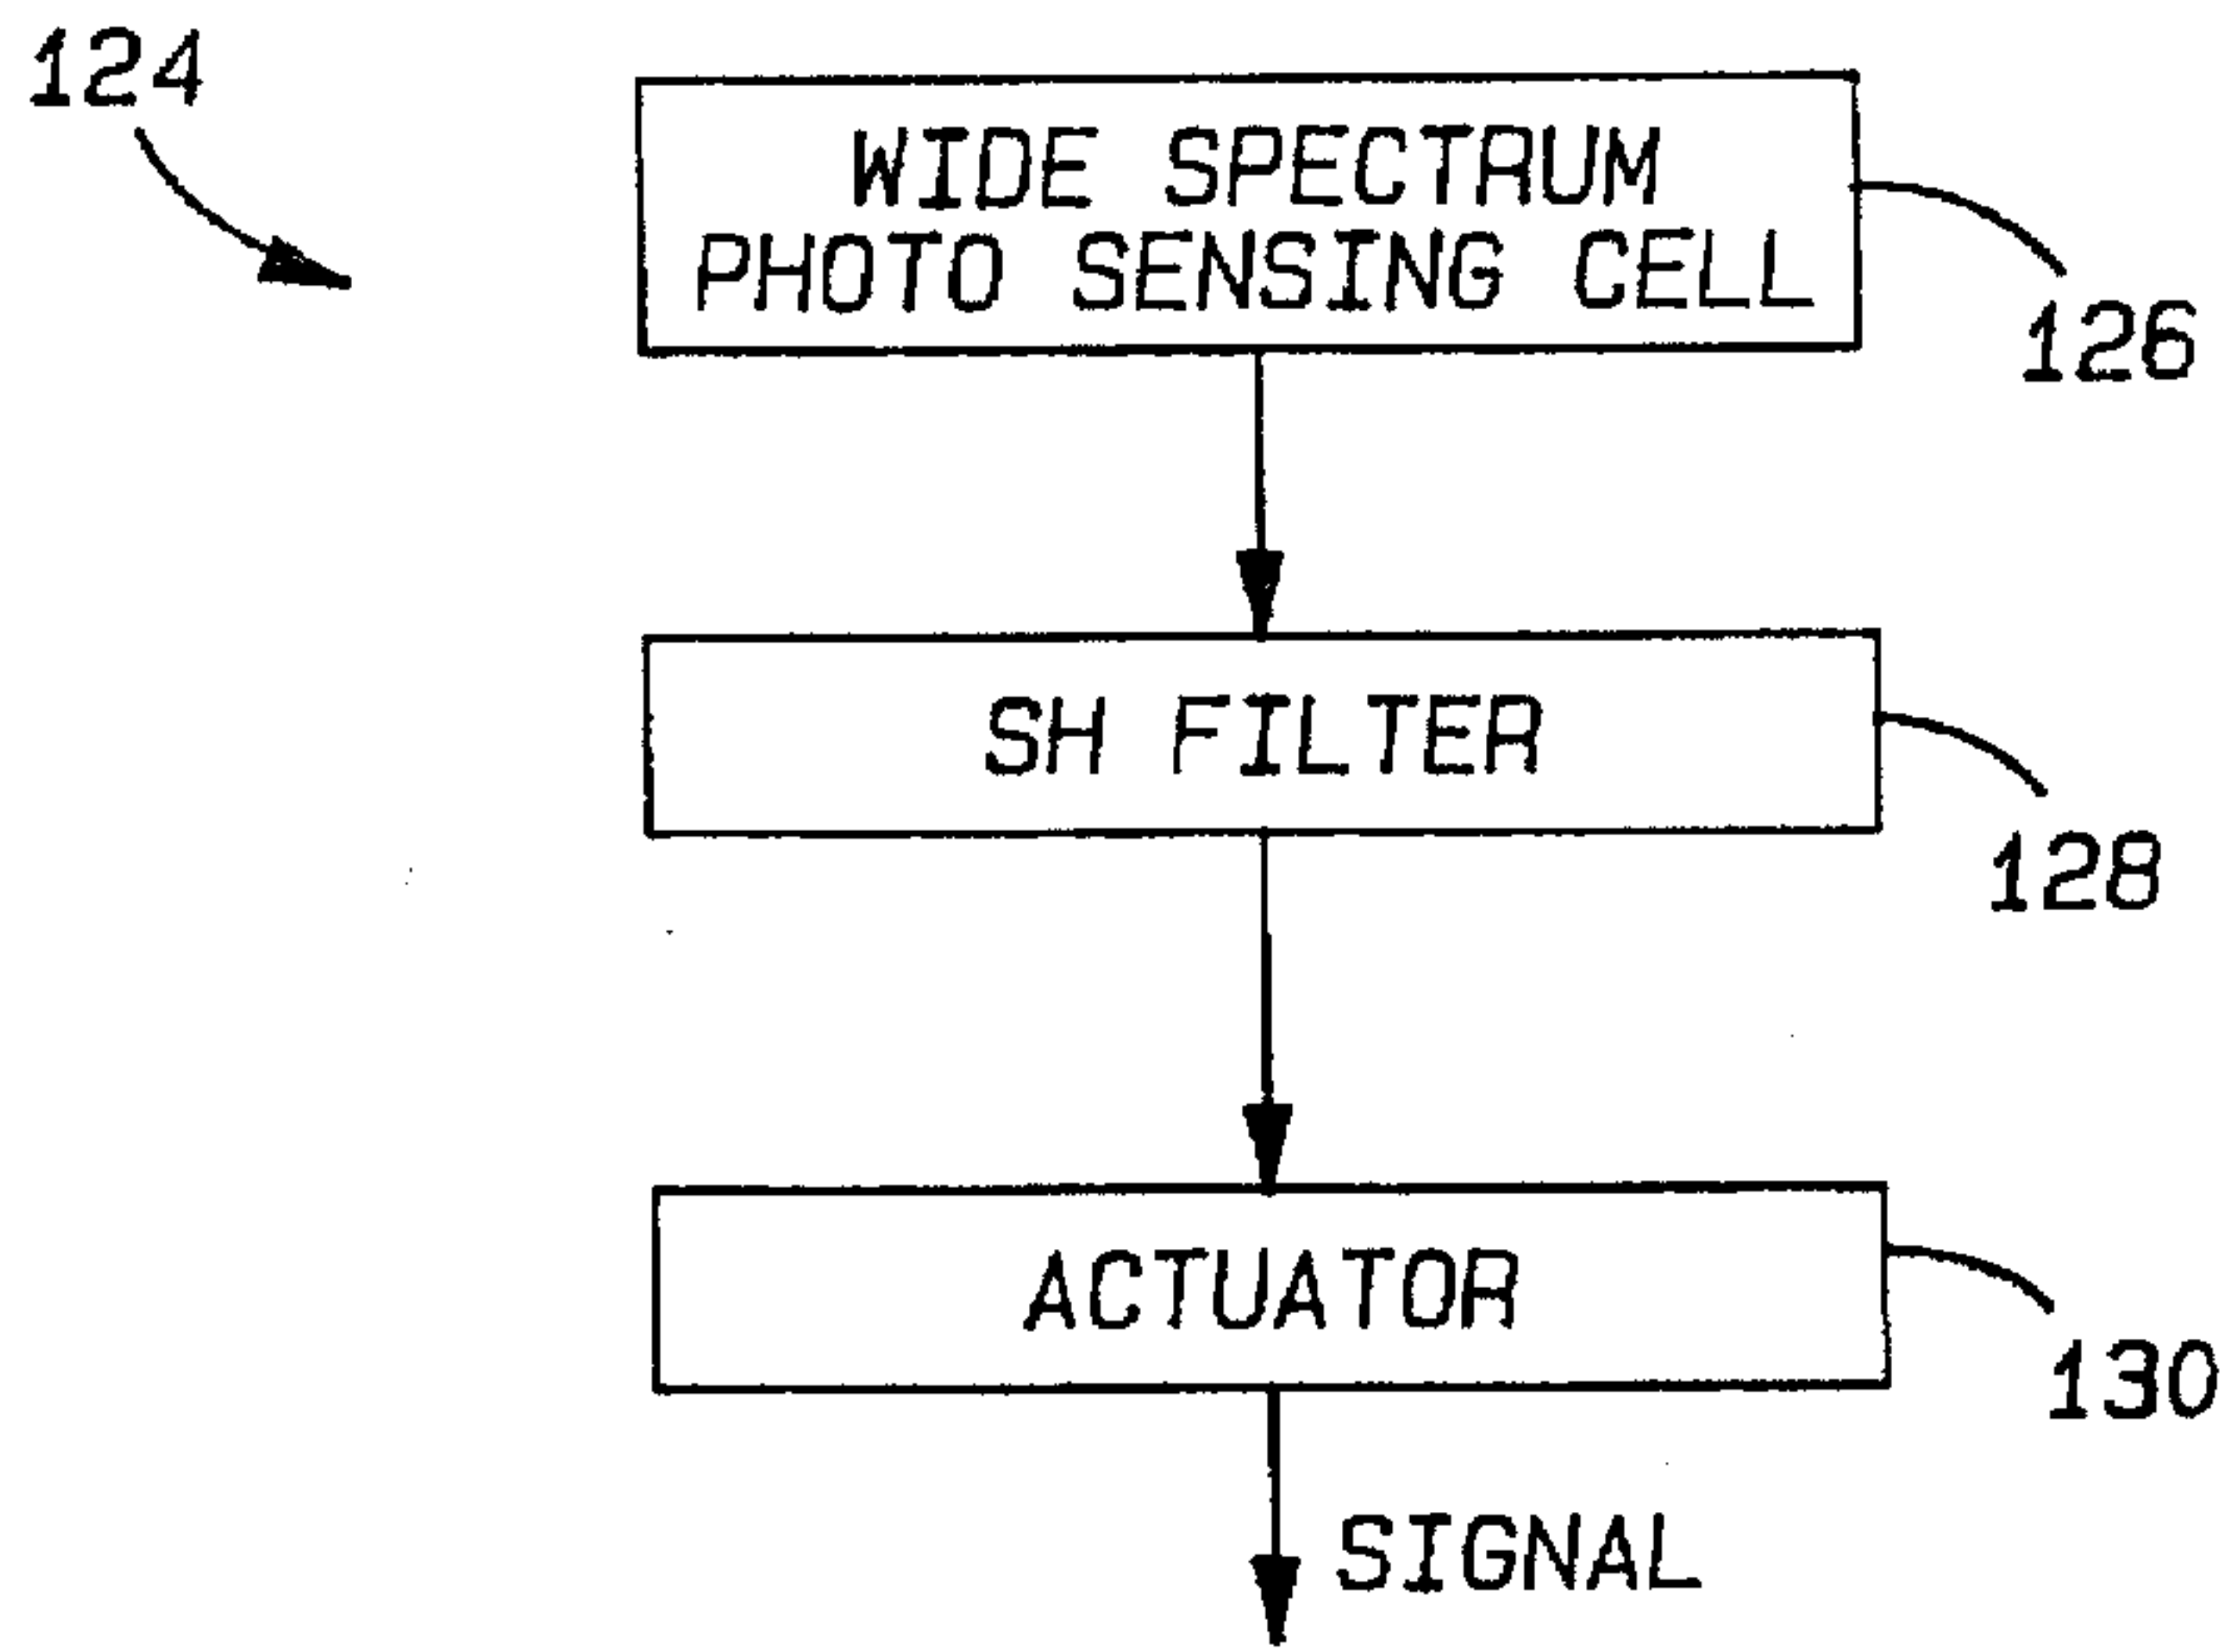 124
WIDE SPECTRUM
PHOTO SENSING CELL
126
SH FILTER
128
ACTUATOR
130
SIGNAL